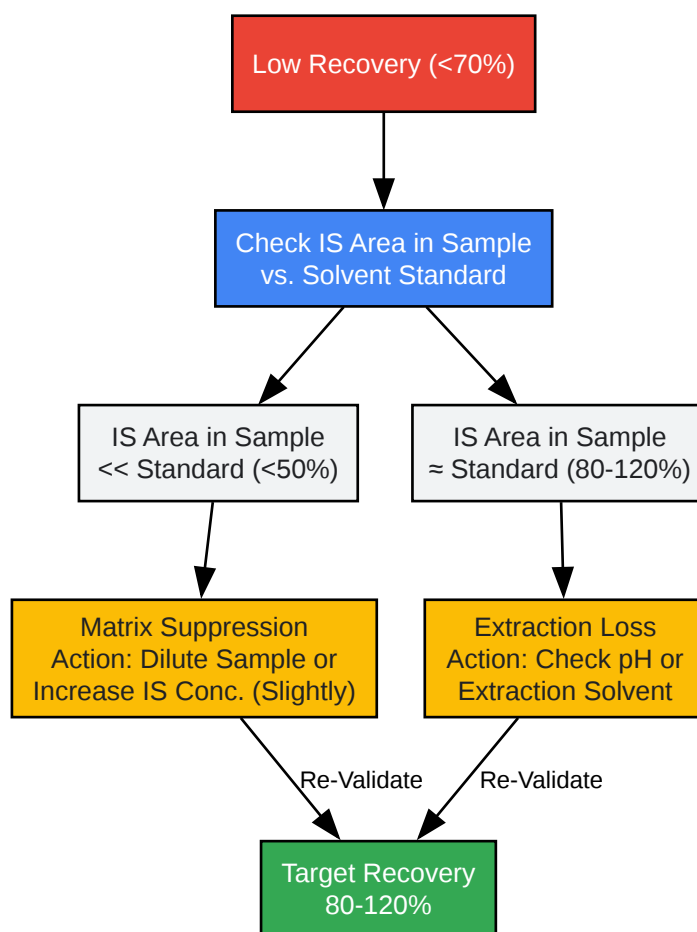 Low Recovery (<70%)
Check IS Area in Sample
vs. Solvent Standard
IS Area in Sample
<< Standard (<50%)
IS Area in Sample
≈ Standard (80-120%)
Matrix Suppression
Action: Dilute Sample or
Increase IS Conc. (Slightly)
Extraction Loss
Action: Check pH or
Extraction Solvent
Re-Validate
Re-Validate
Target Recovery
80-120%